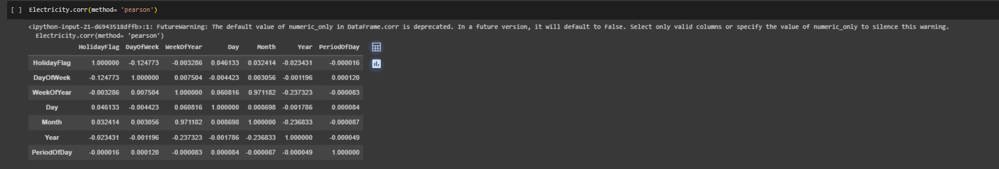 [ ] Electricity.corr(method= 'pearson')
<ipython-input-21-d6943518dffb>:1: FutureWarning: The default value of numeric_only in DataFrame.corr is deprecated. In a future version, it will default to False. Select only valid columns or specify the value of numeric_only to silence this warning.
Electricity.corr(method= 'pearson')
HolidayFlag DayOfWeek WeekOfYear Day Month Year PeriodOfDay
HolidayFlag 1.000000 -0.124773 -0.003286 0.046133 0.032414 -0.023431 -0.000016
DayOfWeek -0.124773 1.000000 0.007504 -0.004423 0.003056 -0.001196 0.000120
WeekOfYear -0.003286 0.007504 1.000000 0.060816 0.971182 -0.237323 -0.000083
Day 0.046133 -0.004423 0.060816 1.000000 0.008698 -0.001786 0.000084
Month 0.032414 0.003056 0.971182 0.008698 1.000000 -0.236833 -0.000087
Year -0.023431 -0.001196 -0.237323 -0.001786 -0.236833 1.000000 -0.000049
PeriodOfDay -0.000016 0.000120 -0.000083 0.000084 -0.000087 -0.000049 1.000000